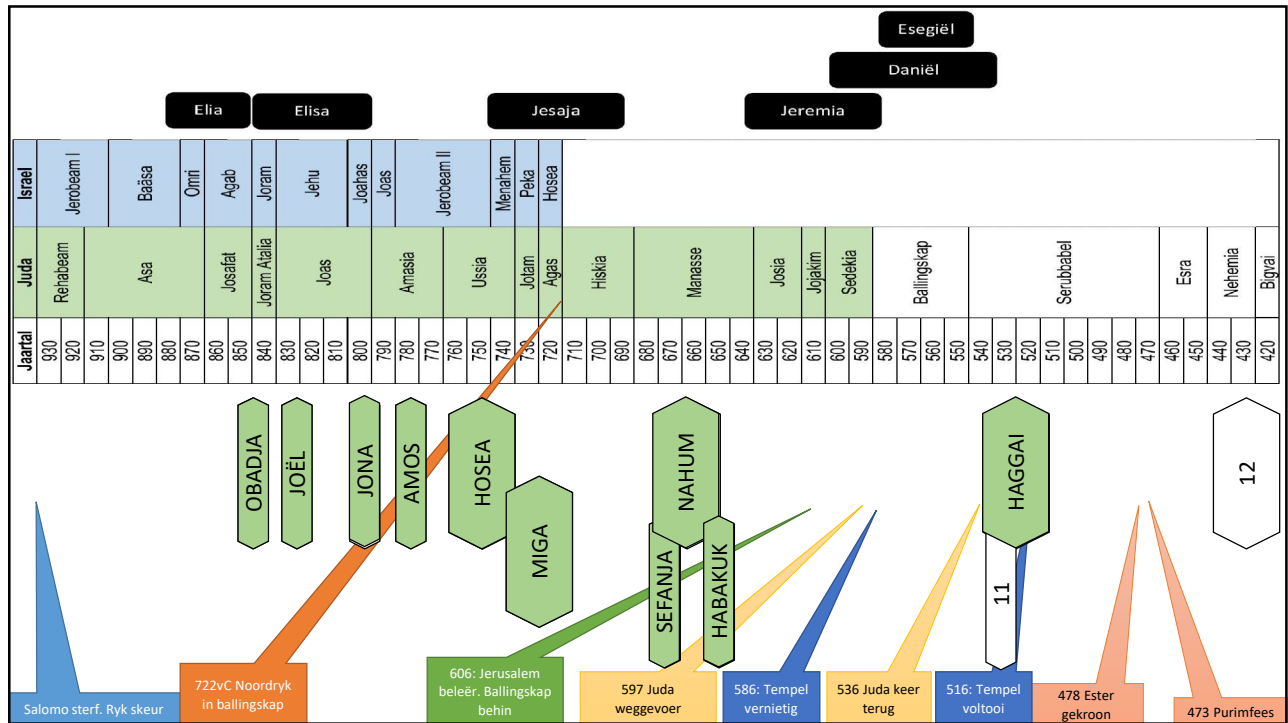 Esegiël
Daniël
Elia
Elisa
Jesaja
Jeremia
Israel
Jerobeam I
Baäsa
Omri
Agab
Joram
Jehu
Joahas
Joas
Jerobeam II
Menahem
Peka
Hosea
Juda
Rehabeam
Asa
Josafat
Joram Atalia
Joas
Amasia
Ussia
Jotam
Agas
Hiskia
Manasse
Josia
Jojakim
Sedekia
Ballingskap
Serubbabel
Esra
Nehemia
Bigvai
Jaartal
930
920
910
900
890
880
870
860
850
840
830
820
810
800
790
780
770
760
750
740
730
720
710
700
690
680
670
660
650
640
630
620
610
600
590
580
570
560
550
540
530
520
510
500
490
480
470
460
450
440
430
420
OBADJA
JOËL
JONA
AMOS
HOSEA
MIGA
SEFANJA
NAHUM
HABAKUK
HAGGAI
11
12
Salomo sterf. Ryk skeur
722vC Noordryk
in ballingskap
606: Jerusalem
beleër. Ballingskap
behin
597 Juda
weggevoer
586: Tempel
vernietig
536 Juda keer
terug
516: Tempel
voltooi
478 Ester
gekroon
473 Purimfees